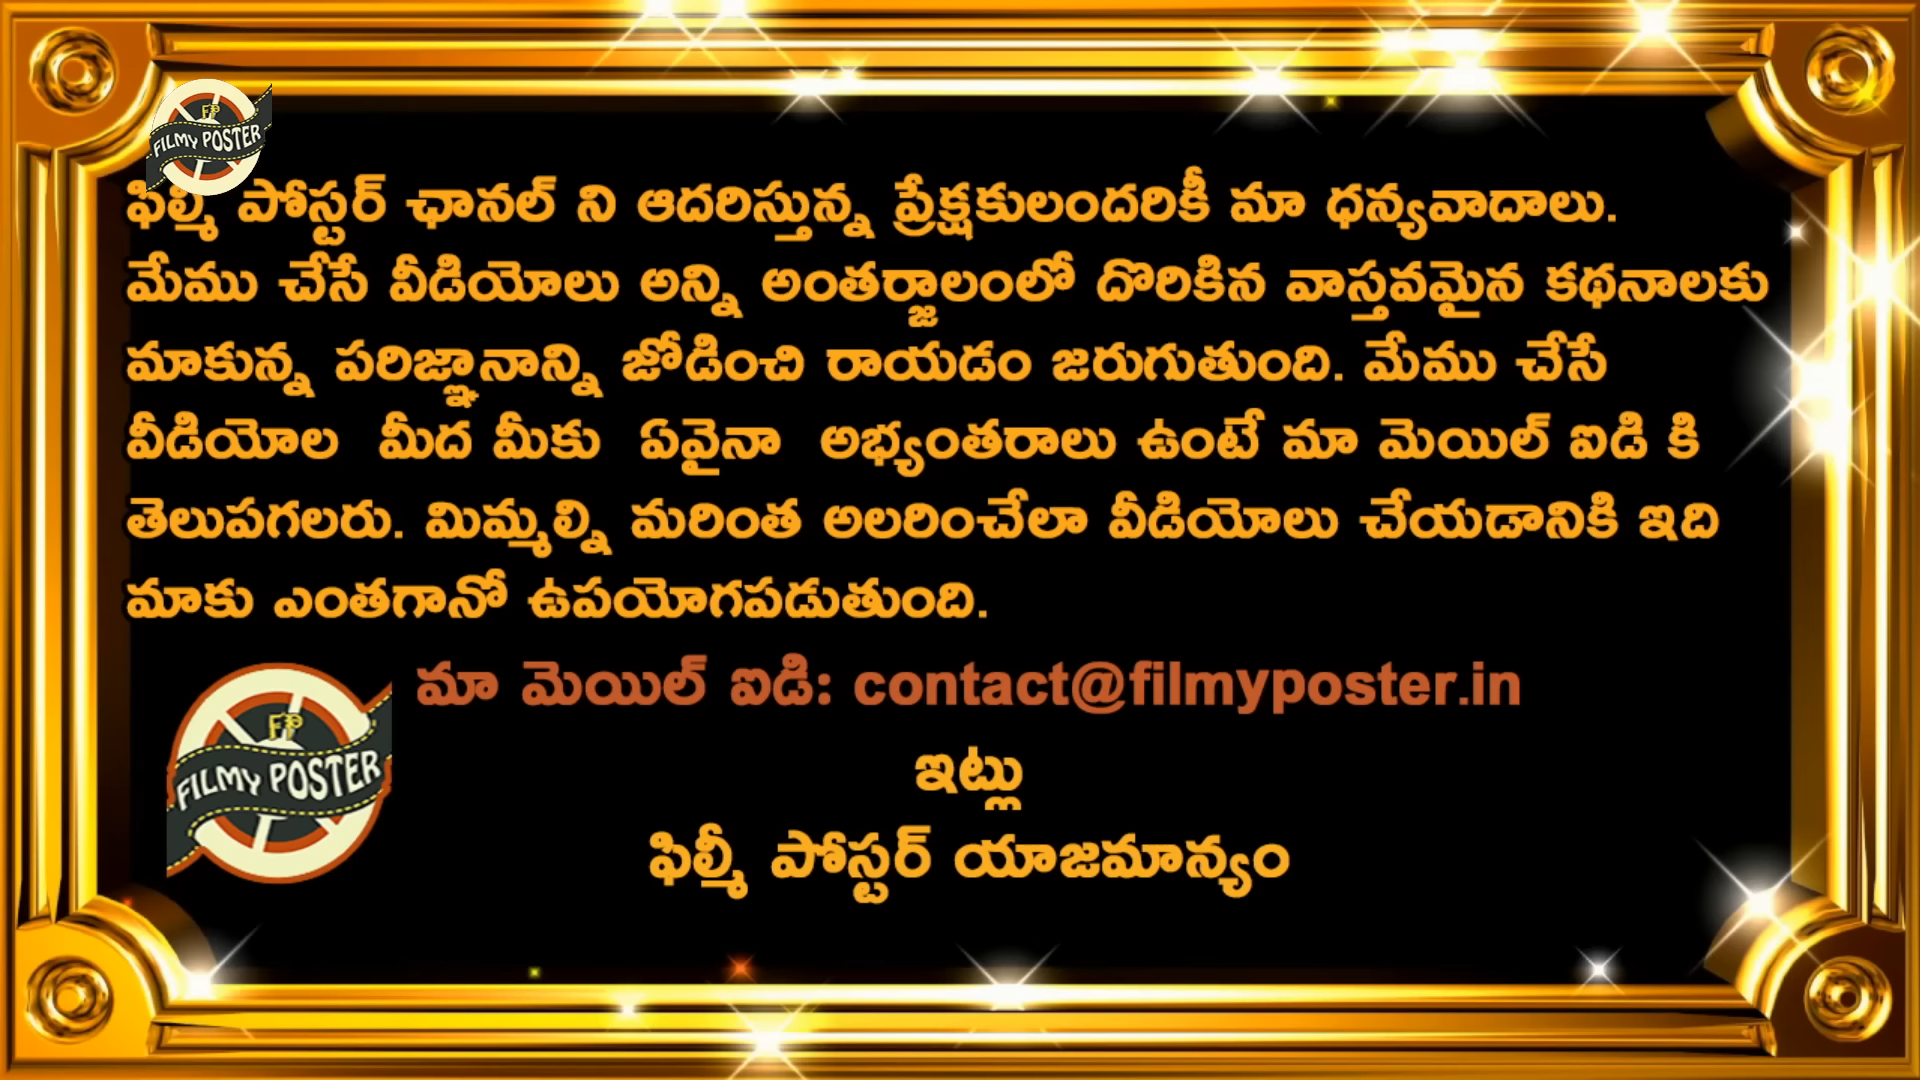 FP
FILMY POSTER
ఫిల్మీ పోస్టర్ ఛానల్ ని ఆదరిస్తున్న ప్రేక్షకులందరికీ మా ధన్యవాదాలు.
మేము చేసే వీడియోలు అన్ని అంతర్జాలంలో దొరికిన వాస్తవమైన కథనాలకు
మాకున్న పరిజ్ఞానాన్ని జోడించి రాయడం జరుగుతుంది. మేము చేసే
వీడియోల మీద మీకు ఏవైనా అభ్యంతరాలు ఉంటే మా మెయిల్ ఐడి కి
తెలుపగలరు. మిమ్మల్ని మరింత అలరించేలా వీడియోలు చేయడానికి ఇది
మాకు ఎంతగానో ఉపయోగపడుతుంది.
మా మెయిల్ ఐడి: contact@filmyposter.in
FP
FILMY POSTER
ఇట్లు
ఫిల్మీ పోస్టర్ యాజమాన్యం